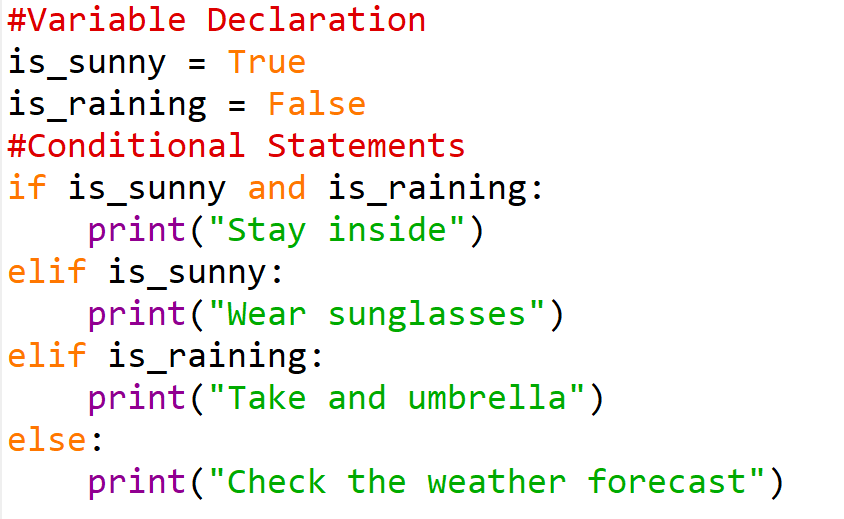 #Variable Declaration
is_sunny = True
is_raining = False
#Conditional Statements
if is_sunny and is_raining:
    print("Stay inside")
elif is_sunny:
    print("Wear sunglasses")
elif is_raining:
    print("Take and umbrella")
else:
    print("Check the weather forecast")